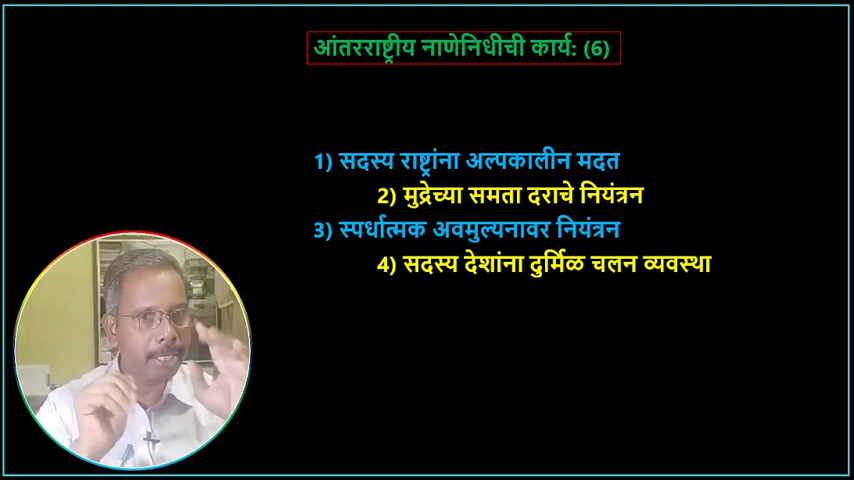 आंतरराष्ट्रीय नाणेनिधीची कार्य: (6)
1) सदस्य राष्ट्रांना अल्पकालीन मदत
2) मुद्रेच्या समता दराचे नियंत्रन
3) स्पर्धात्मक अवमुल्यनावर नियंत्रन
4) सदस्य देशांना दुर्मिळ चलन व्यवस्था